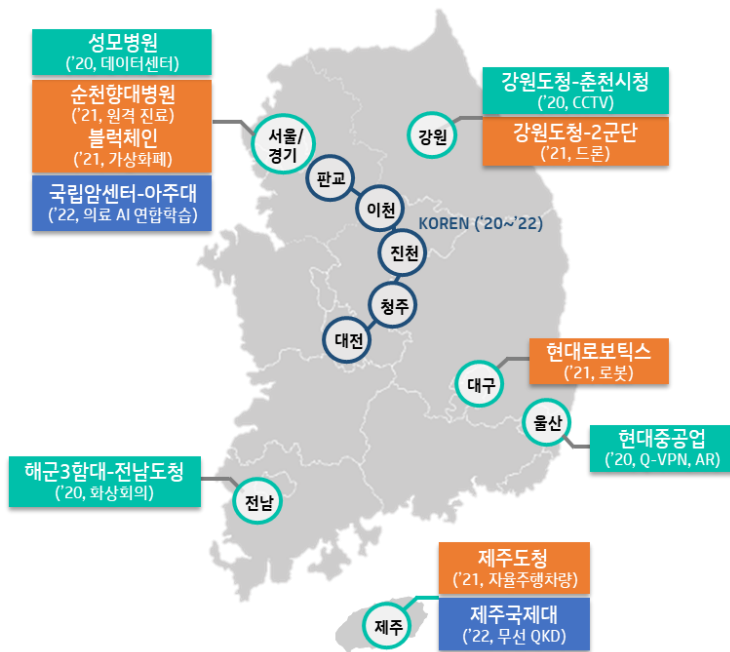 성모병원
('20, 데이터센터)
순천향대병원
('21, 원격 진료)
블럭체인
('21, 가상화폐)
국립암센터-아주대
('22, 의료 AI 연합학습)
서울/
경기
강원
강원도청-춘천시청
('20, CCTV)
강원도청-2군단
('21, 드론)
판교
이천
KOREN ('20~'22)
진천
청주
대전
현대로보틱스
('21, 로봇)
대구
울산
현대중공업
('20, Q-VPN, AR)
해군3함대-전남도청
('20, 화상회의)
전남
제주도청
('21, 자율주행차량)
제주국제대
('22, 무선 QKD)
제주